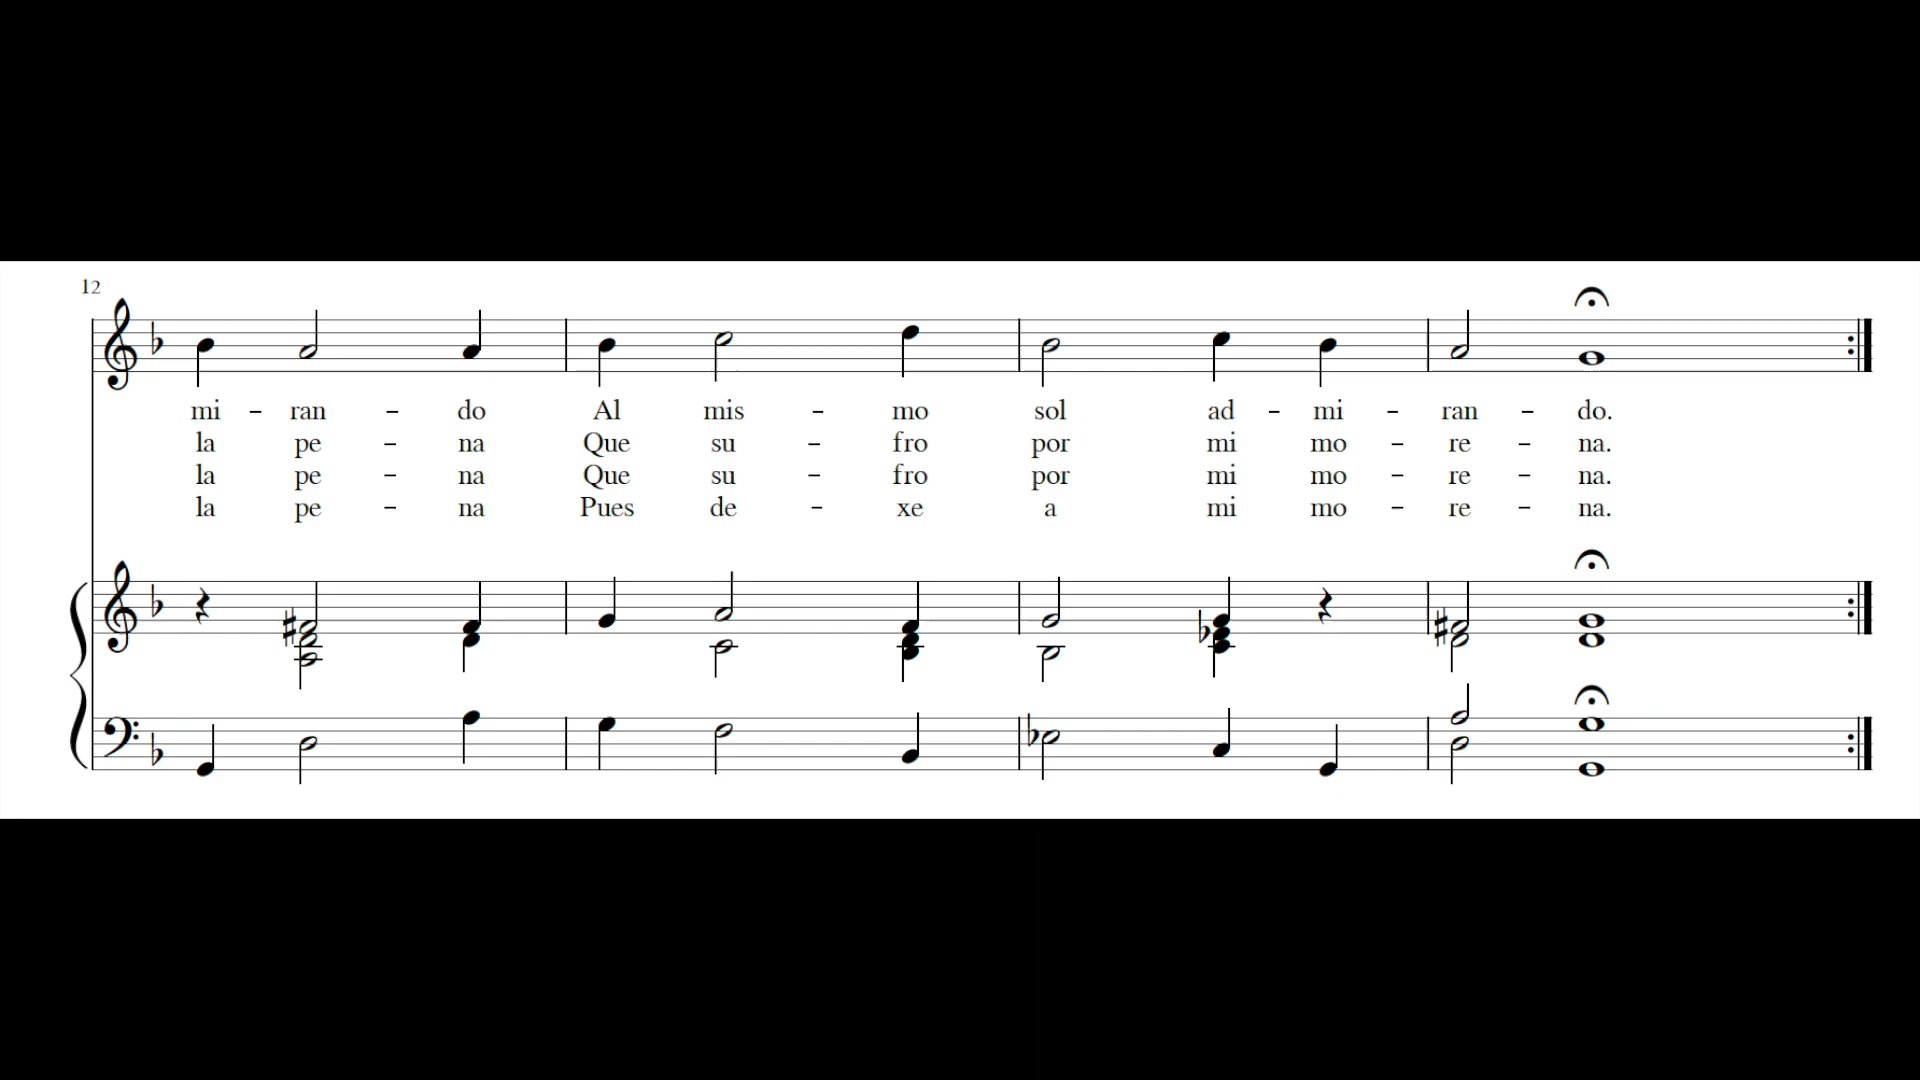 12
mi - ran - do Al mis - mo sol ad - mi - ran - do.
la pe - na Que su - fro por mi mo - re - na.
la pe - na Que su - fro por mi mo - re - na.
la pe - na Pues de - xe a mi mo - re - na.